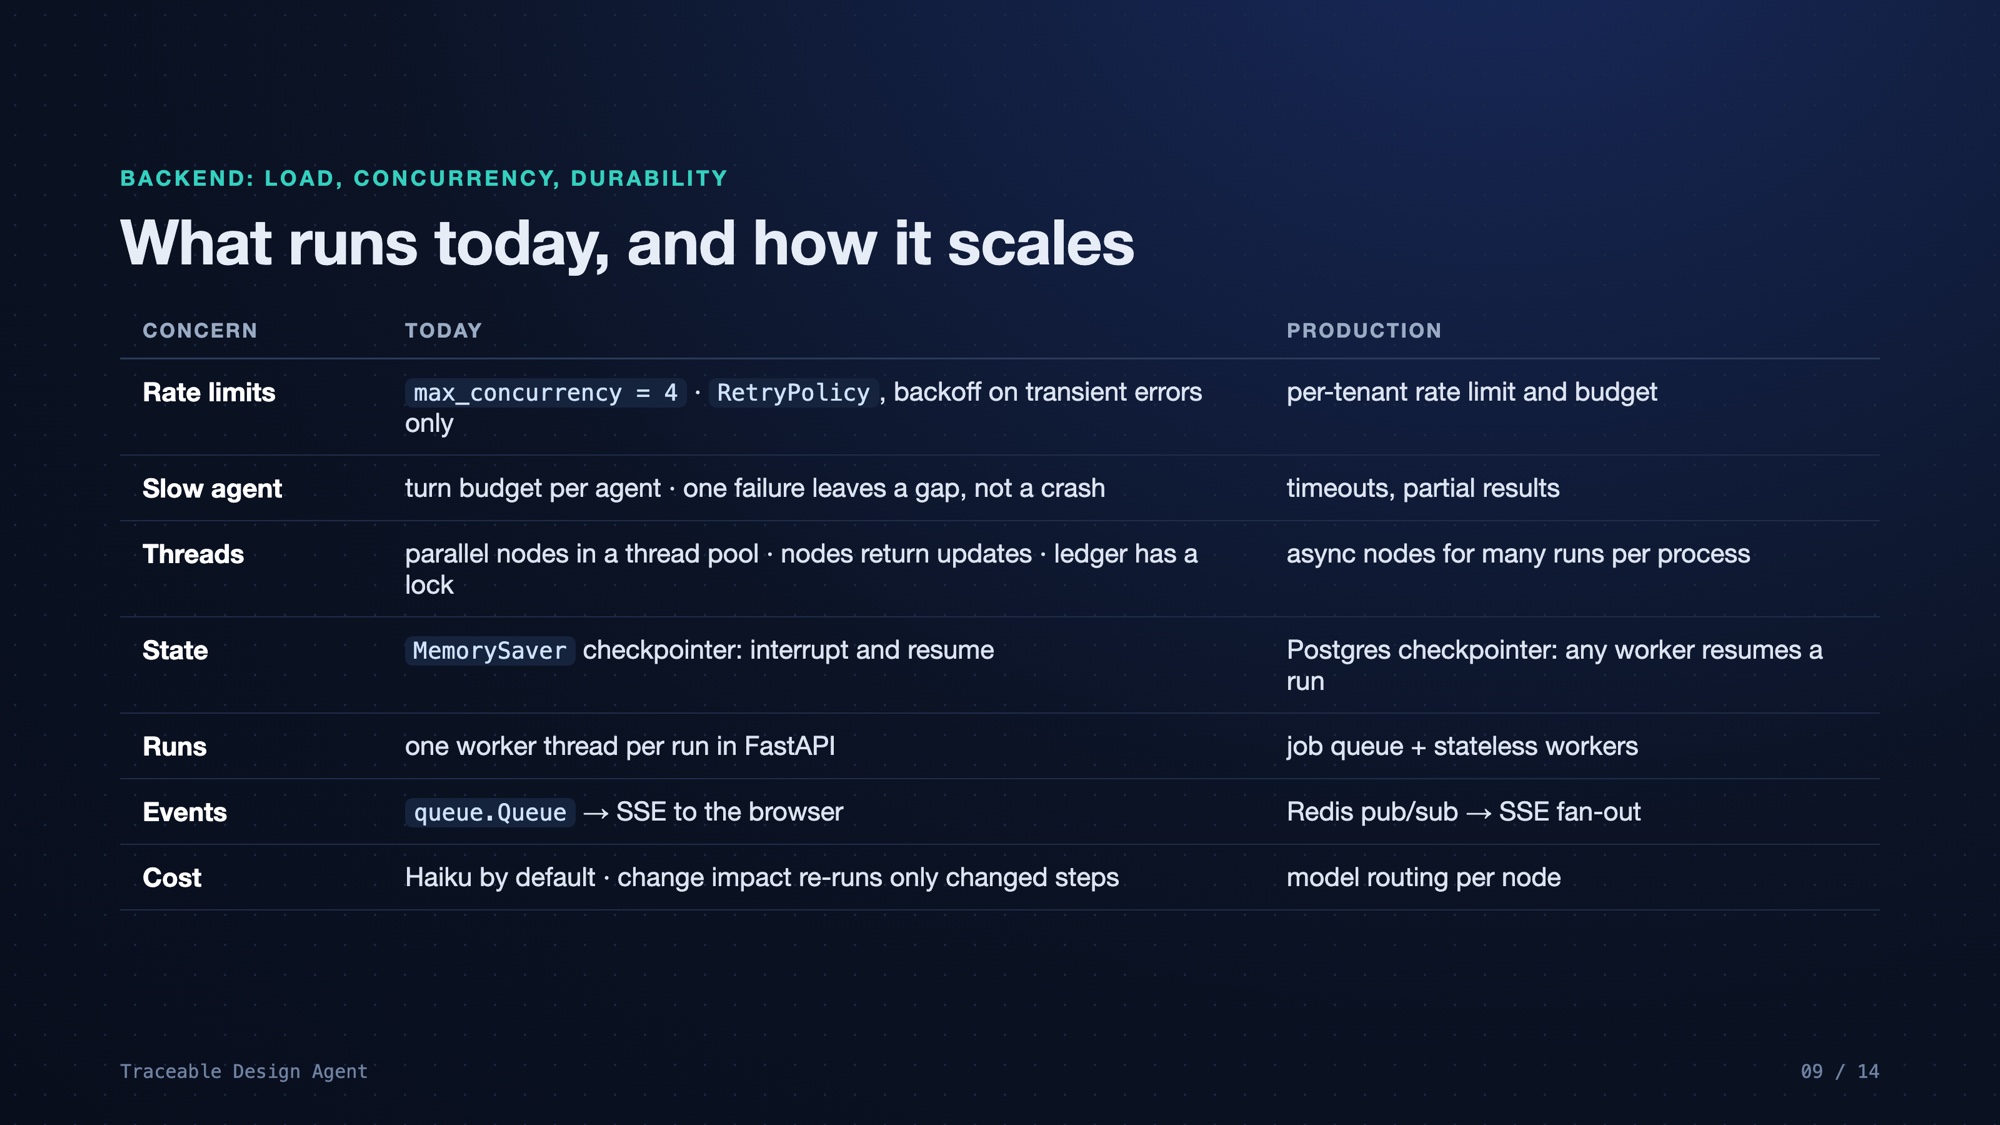 BACKEND: LOAD, CONCURRENCY, DURABILITY
What runs today, and how it scales
CONCERN TODAY PRODUCTION
Rate limits max_concurrency = 4 · RetryPolicy, backoff on transient errors per-tenant rate limit and budget
only
Slow agent turn budget per agent · one failure leaves a gap, not a crash timeouts, partial results
Threads parallel nodes in a thread pool · nodes return updates · ledger has a async nodes for many runs per process
lock
State MemorySaver checkpointer: interrupt and resume Postgres checkpointer: any worker resumes a
run
Runs one worker thread per run in FastAPI job queue + stateless workers
Events queue.Queue → SSE to the browser Redis pub/sub → SSE fan-out
Cost Haiku by default · change impact re-runs only changed steps model routing per node
Traceable Design Agent 09 / 14